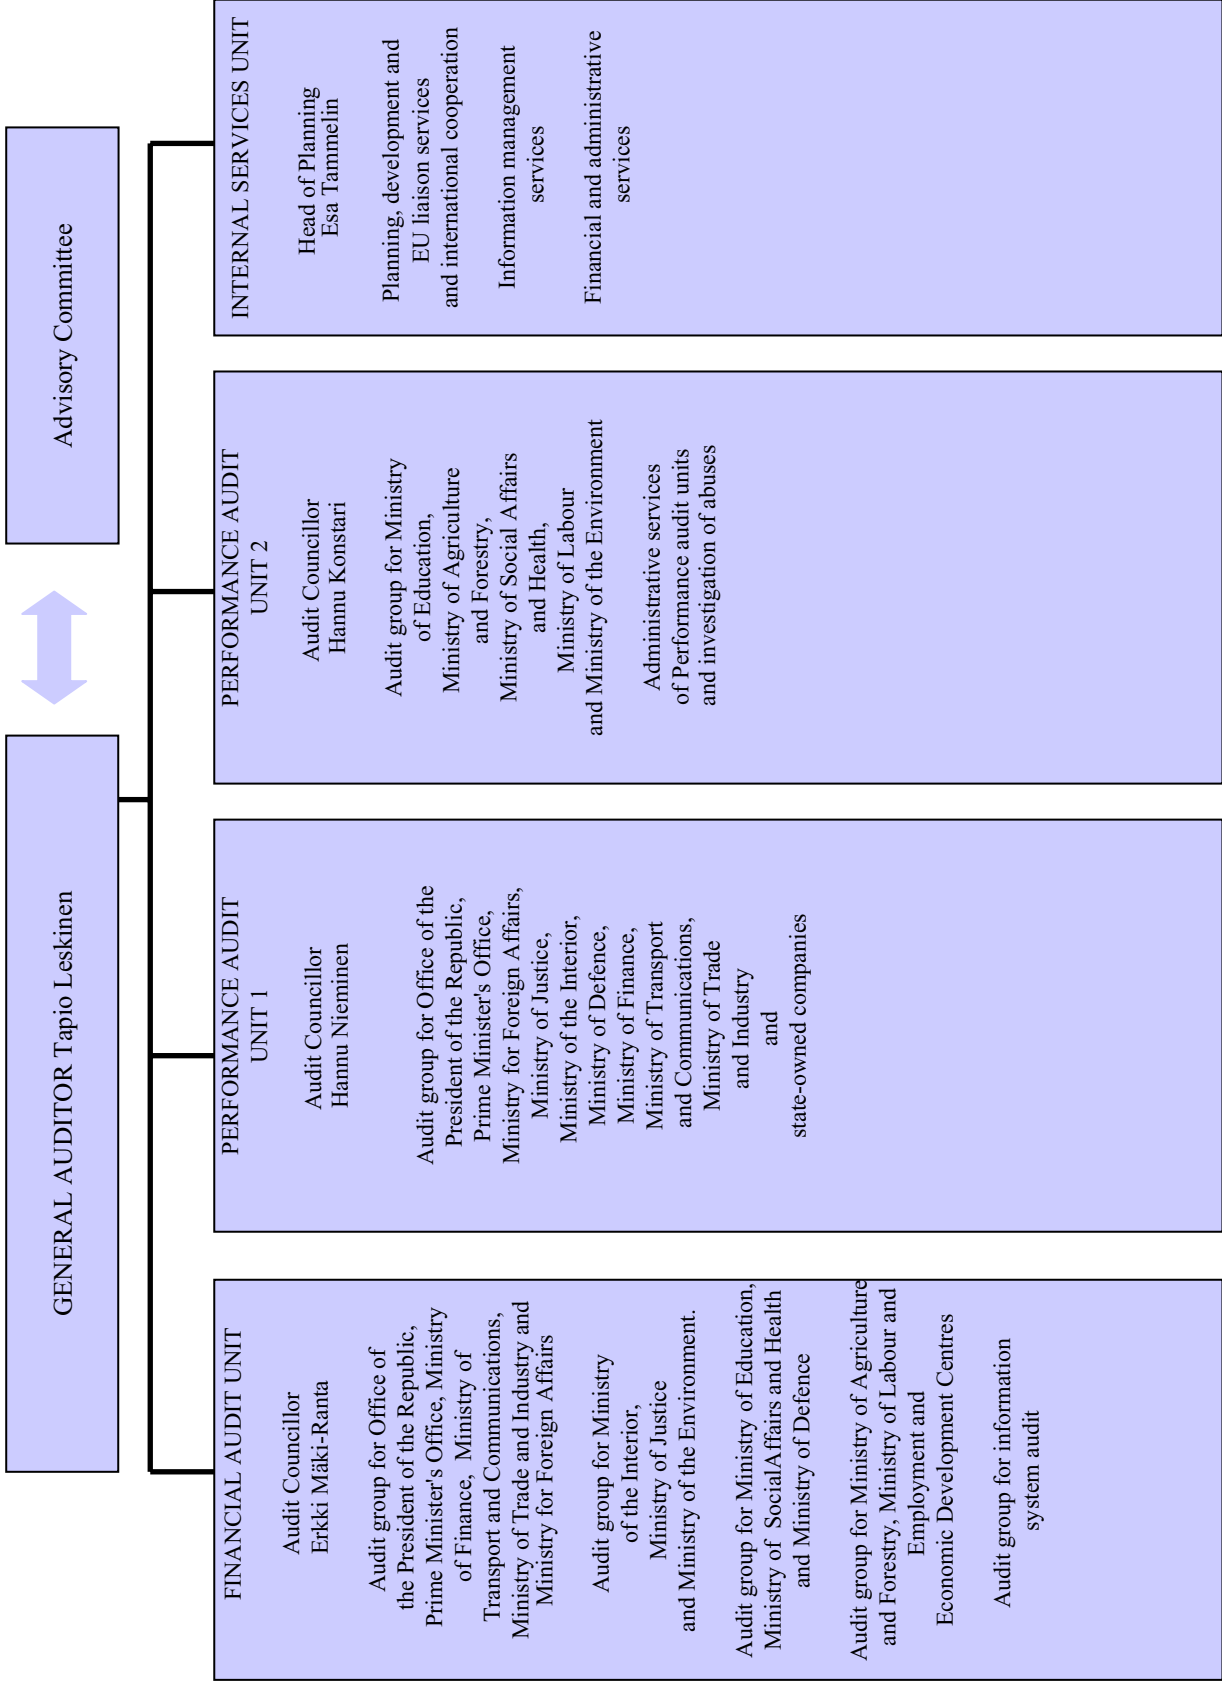 GENERAL AUDITOR Tapio Leskinen
Advisory Committee
FINANCIAL AUDIT UNIT
Audit Councillor
Erkki Mäki-Rana
Audit group for Office of
the President of the Republic,
Prime Minister's Office, Ministry
of Finance, Ministry of
Transport and Communications,
Ministry of Trade and Industry and
Ministry for Foreign Affairs
Audit group for Ministry
of the Interior,
Ministry of Justice
and Ministry of the Environment.
Audit group for Ministry of Education,
Ministry of SocialAffairs and Health
and Ministry of Defence
Audit group for Ministry of Agriculture
and Forestry, Ministry of Labour and
Employment and
Economic Development Centres
Audit group for information
system audit
PERFORMANCE AUDIT
UNIT 1
Audit Councillor
Hannu Nieminen
Audit group for Office of the
President of the Republic,
Prime Minister's Office,
Ministry for Foreign Affairs,
Ministry of Justice,
Ministry of the Interior,
Ministry of Defence,
Ministry of Finance,
Ministry of Transport
and Communications,
Ministry of Trade
and Industry
and
state-owned companies
PERFORMANCE AUDIT
UNIT 2
Audit Councillor
Hannu Konstari
Audit group for Ministry
of Education,
Ministry of Agriculture
and Forestry,
Ministry of Social Affairs
and Health,
Ministry of Labour
and Ministry of the Environment
Administrative services
of Performance audit units
and investigation of abuses
INTERNAL SERVICES UNIT
Head of Planning
Esa Tammelin
Planning, development and
EU liaison services
and international cooperation
Information management
services
Financial and administrative
services